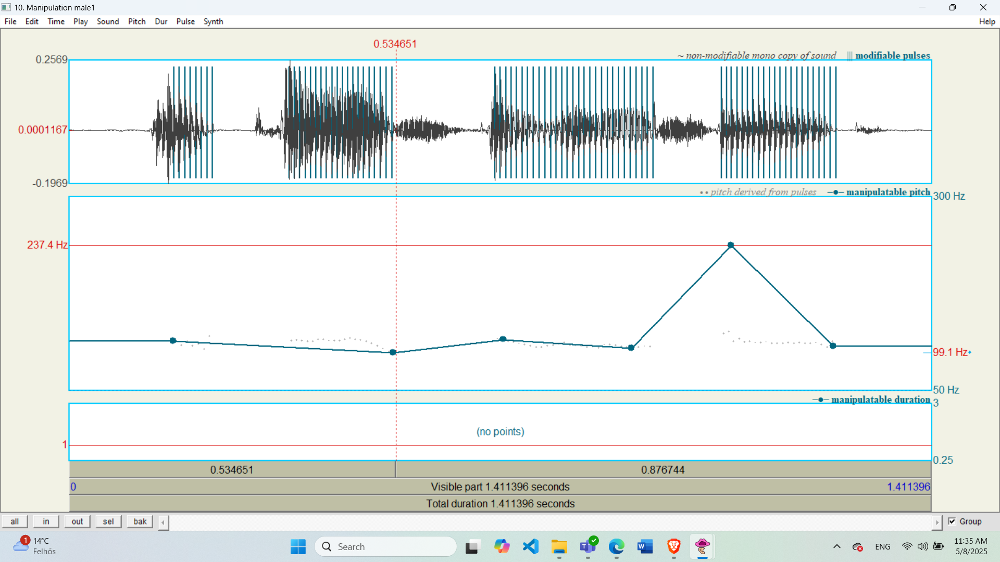 10. Manipulation male1
File Edit Time Play Sound Pitch Dur Pulse Synth Help
0.534651
0.2569
~ non-modifiable mono copy of sound ||| modifiable pulses
0.0001167
-0.1969
•• pitch derived from pulses –●– manipulatable pitch
300 Hz
237.4 Hz
99.1 Hz
50 Hz
–●– manipulatable duration
3
(no points)
1
0.25
0.534651 0.876744
0 Visible part 1.411396 seconds 1.411396
Total duration 1.411396 seconds
all in out sel bak Group
1 14°C
Felhős
Search
ENG
11:35 AM
5/8/2025